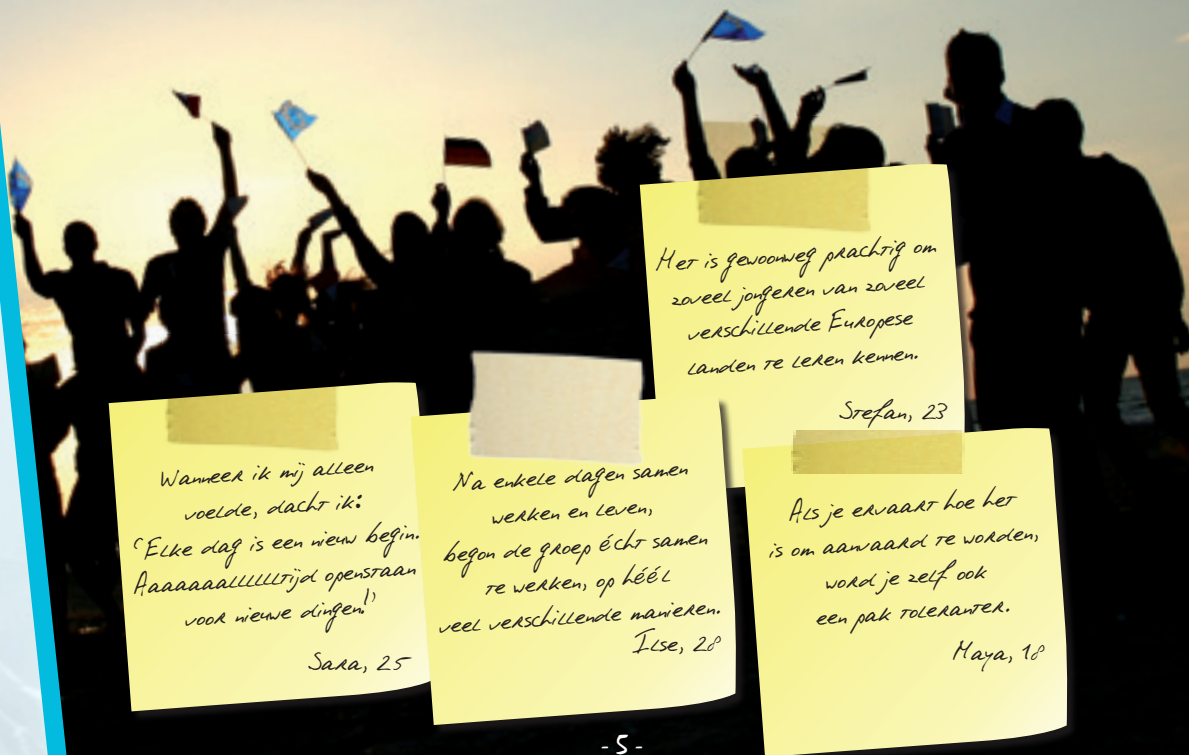 Het is gewoonweg prachtig om
zoveel jongeren van zoveel
verschillende Europese
landen te leren kennen.
Stefan, 23
Wanneer ik mij alleen
voelde, dacht ik:
‘Elke dag is een nieuw begin.
Aaaaaaallllllltijd openstaan
voor nieuwe dingen!’
Sara, 25
Na enkele dagen samen
werken en leven,
begon de groep écht samen
te werken, op héél
veel verschillende manieren.
Ilse, 28
Als je ervaart hoe het
is om aanvaard te worden,
word je zelf ook
een pak toleranter.
Maya, 18
- 5 -